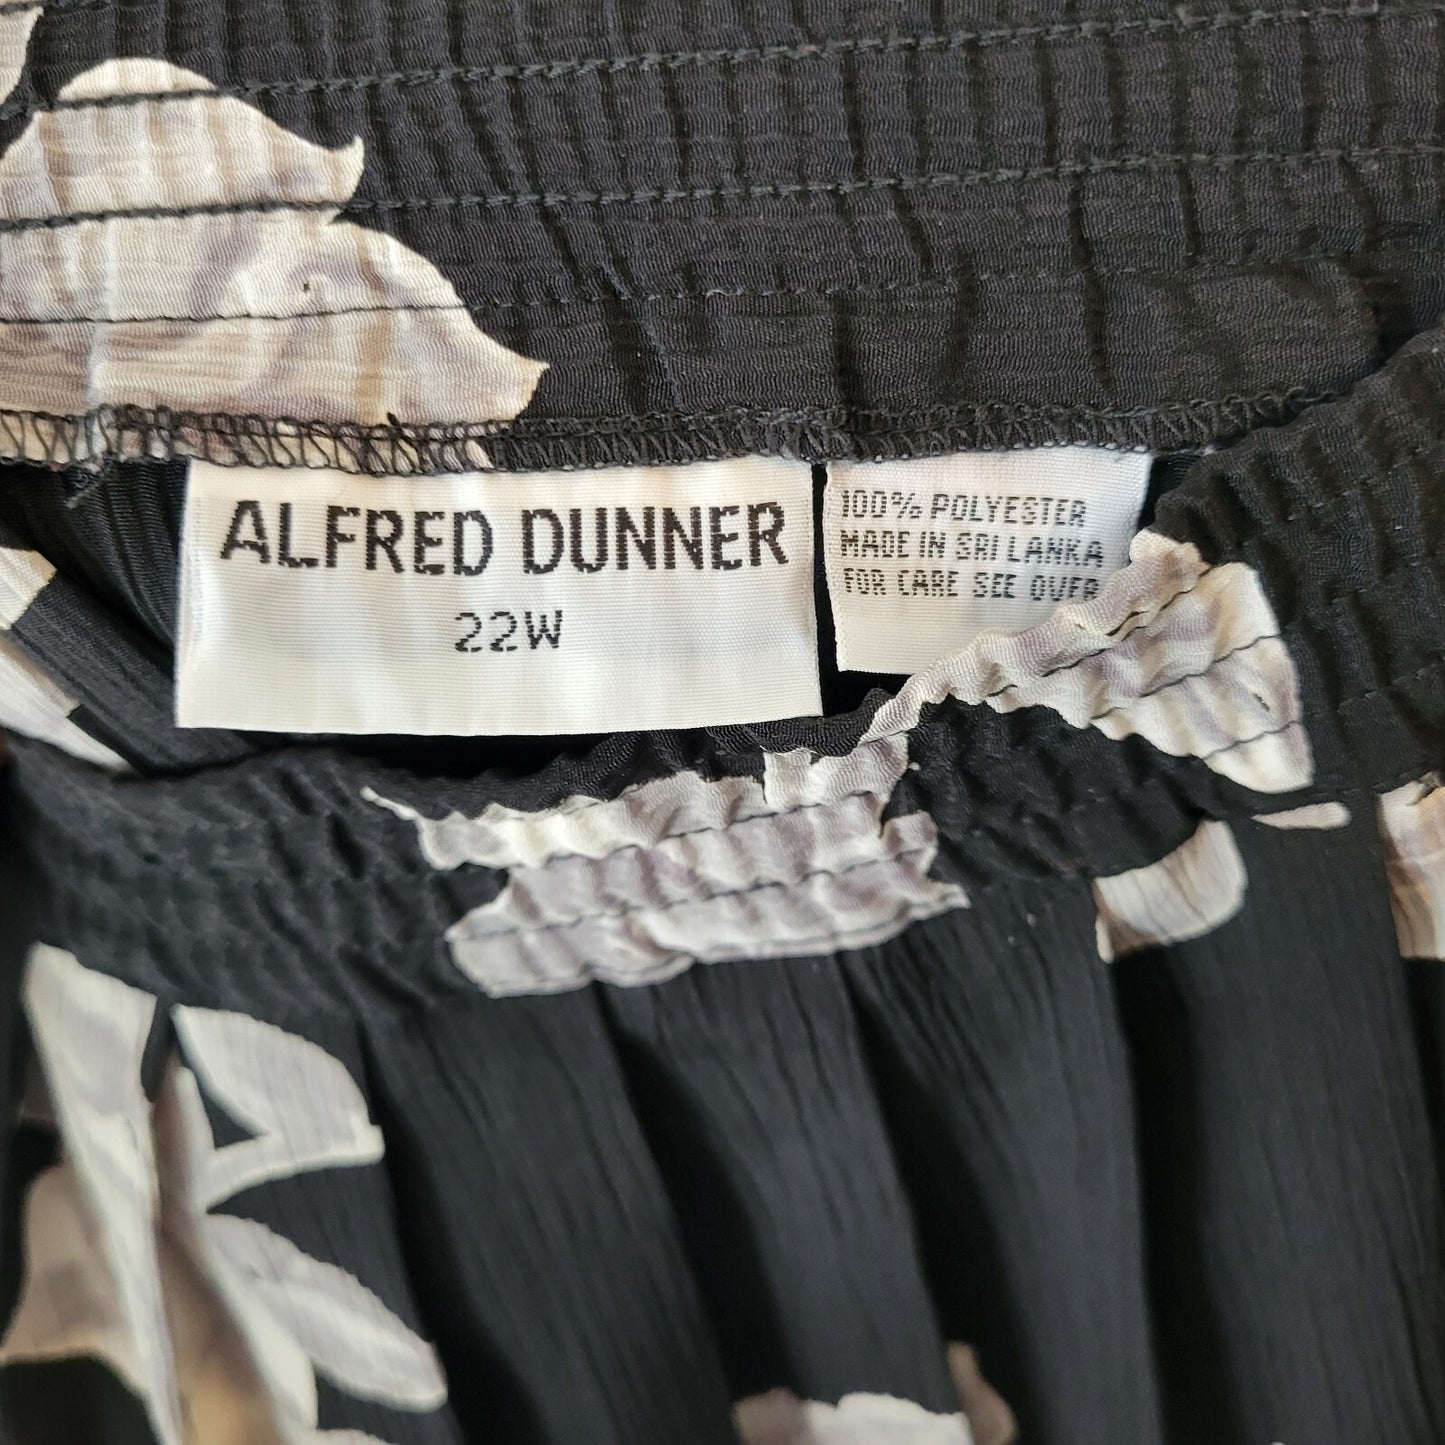 ALFRED DUNNER
22W
100% POLYESTER
MADE IN SRI LANKA
FOR CARE SEE OVER